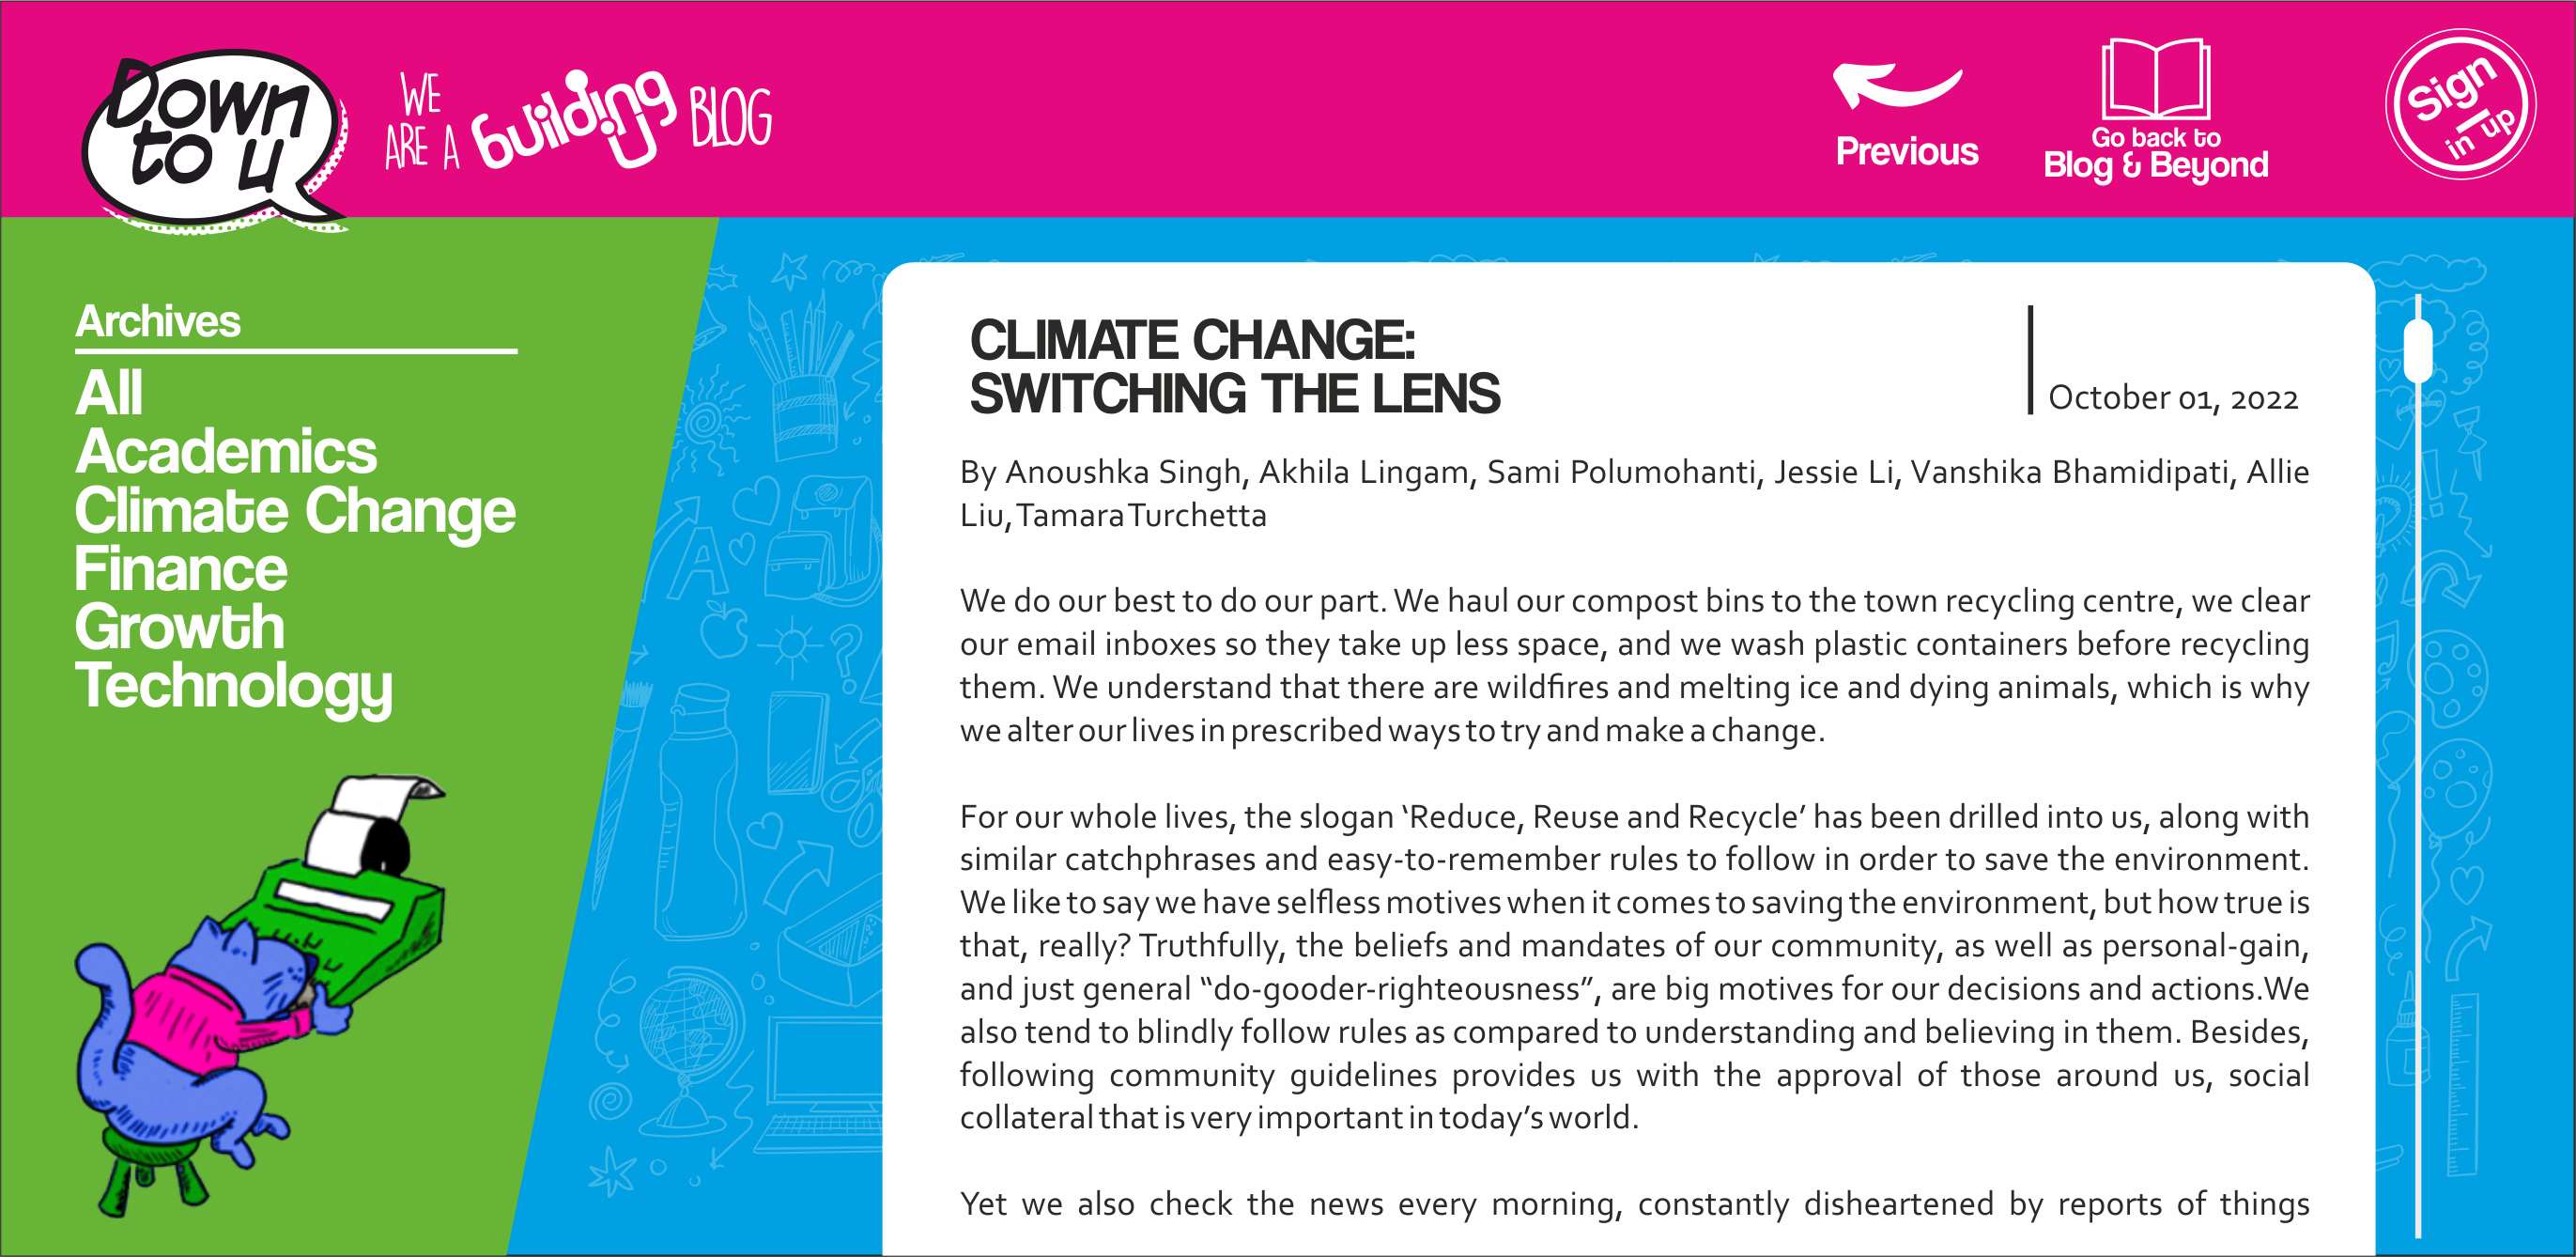 Down
to u
WE
ARE A building BLOG
Previous
Go back to
Blog & Beyond
Sign
in up
Archives
All
Academics
Climate Change
Finance
Growth
Technology
CLIMATE CHANGE:
SWITCHING THE LENS
October 01, 2022
By Anoushka Singh, Akhila Lingam, Sami Polumohanti, Jessie Li, Vanshika Bhamidipati, Allie
Liu, Tamara Turchetta
We do our best to do our part. We haul our compost bins to the town recycling centre, we clear
our email inboxes so they take up less space, and we wash plastic containers before recycling
them. We understand that there are wildfires and melting ice and dying animals, which is why
we alter our lives in prescribed ways to try and make a change.
For our whole lives, the slogan ‘Reduce, Reuse and Recycle’ has been drilled into us, along with
similar catchphrases and easy-to-remember rules to follow in order to save the environment.
We like to say we have selfless motives when it comes to saving the environment, but how true is
that, really? Truthfully, the beliefs and mandates of our community, as well as personal-gain,
and just general “do-gooder-righteousness”, are big motives for our decisions and actions.We
also tend to blindly follow rules as compared to understanding and believing in them. Besides,
following community guidelines provides us with the approval of those around us, social
collateral that is very important in today’s world.
Yet we also check the news every morning, constantly disheartened by reports of things